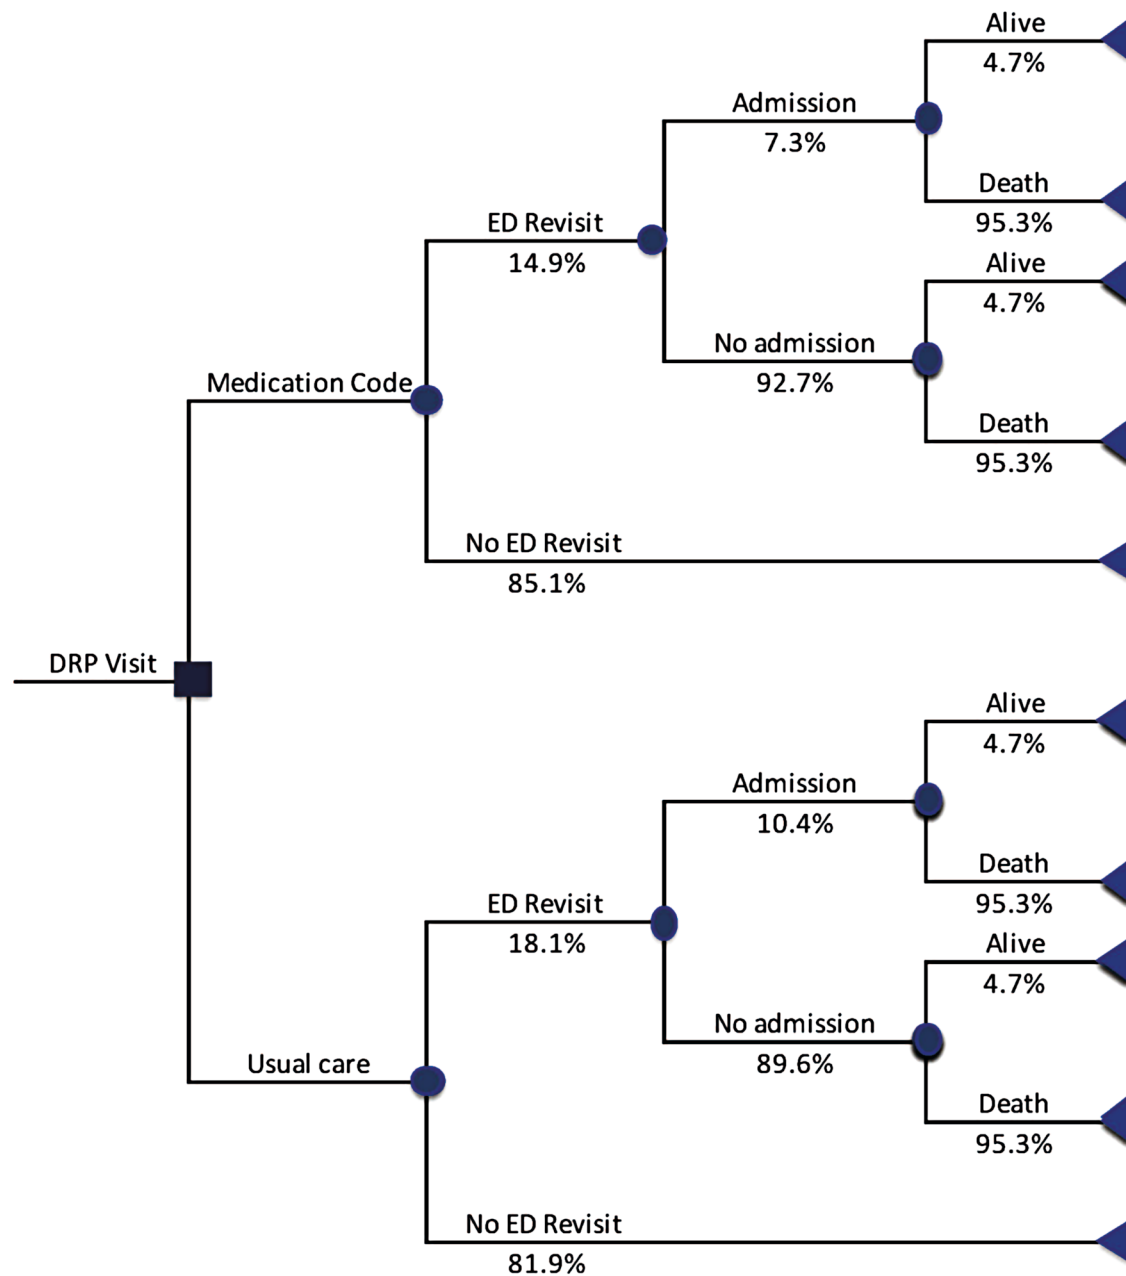 Alive
4.7%
Admission
7.3%
Death
95.3%
ED Revisit
14.9%
Alive
4.7%
No admission
92.7%
Medication Code
Death
95.3%
No ED Revisit
85.1%
DRP Visit
Alive
4.7%
Admission
10.4%
Death
95.3%
ED Revisit
18.1%
Alive
4.7%
No admission
89.6%
Usual care
Death
95.3%
No ED Revisit
81.9%